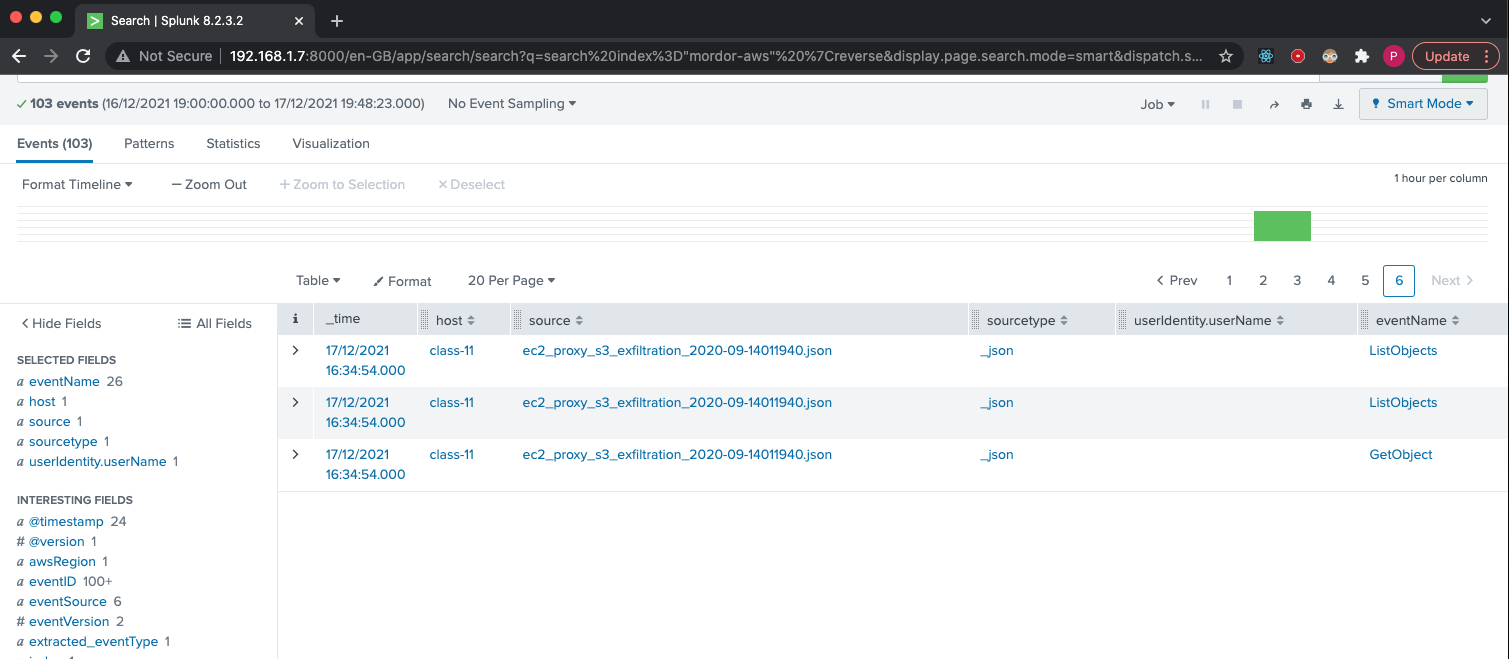 Search | Splunk 8.2.3.2
Not Secure 192.168.1.7:8000/en-GB/app/search/search?q=search%20index%3D"mordor-aws"%20%7Creverse&display.page.search.mode=smart&dispatch.s... P Update
103 events (16/12/2021 19:00:00.000 to 17/12/2021 19:48:23.000) No Event Sampling Job Smart Mode
Events (103) Patterns Statistics Visualization
Format Timeline — Zoom Out + Zoom to Selection × Deselect 1 hour per column
Table Format 20 Per Page < Prev 1 2 3 4 5 6 Next >
< Hide Fields All Fields
SELECTED FIELDS
a eventName 26
a host 1
a source 1
a sourcetype 1
a userIdentity.userName 1
INTERESTING FIELDS
a @timestamp 24
# @version 1
a awsRegion 1
a eventID 100+
a eventSource 6
# eventVersion 2
a extracted_eventType 1
i _time host source sourcetype userIdentity.userName eventName
> 17/12/2021 class-11 ec2_proxy_s3_exfiltration_2020-09-14011940.json _json ListObjects
16:34:54.000
> 17/12/2021 class-11 ec2_proxy_s3_exfiltration_2020-09-14011940.json _json ListObjects
16:34:54.000
> 17/12/2021 class-11 ec2_proxy_s3_exfiltration_2020-09-14011940.json _json GetObject
16:34:54.000